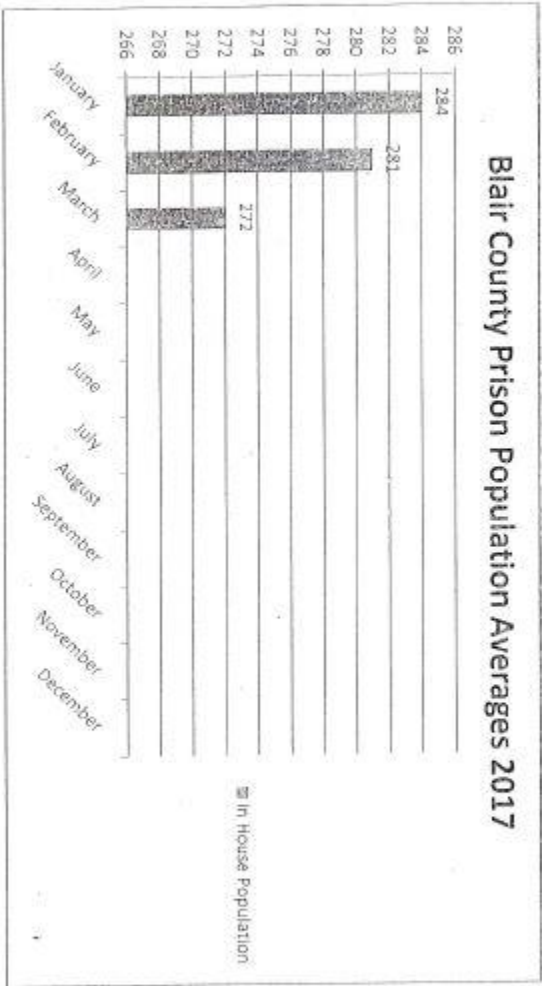 Blair County Prison Population Averages 2017
286
284
282
280
278
276
274
272
270
268
266
284
281
272
January
February
March
April
May
June
July
August
September
October
November
December
In House Population